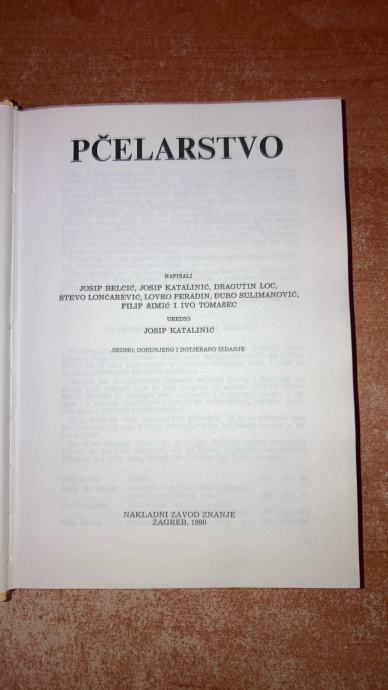 PČELARSTVO
NAPISALI
JOSIP BELČIĆ, JOSIP KATALINIĆ, DRAGUTIN LOC,
STEVO LONČAREVIĆ, LOVRO PERADIN, ĐURO SULIMANOVIĆ,
FILIP ŠIMIĆ I IVO TOMAŠEC
UREDIO
JOSIP KATALINIĆ
SEDMO, DOPUNJENO I DOTJERANO IZDANJE
NAKLADNI ZAVOD ZNANJE
ZAGREB, 1990